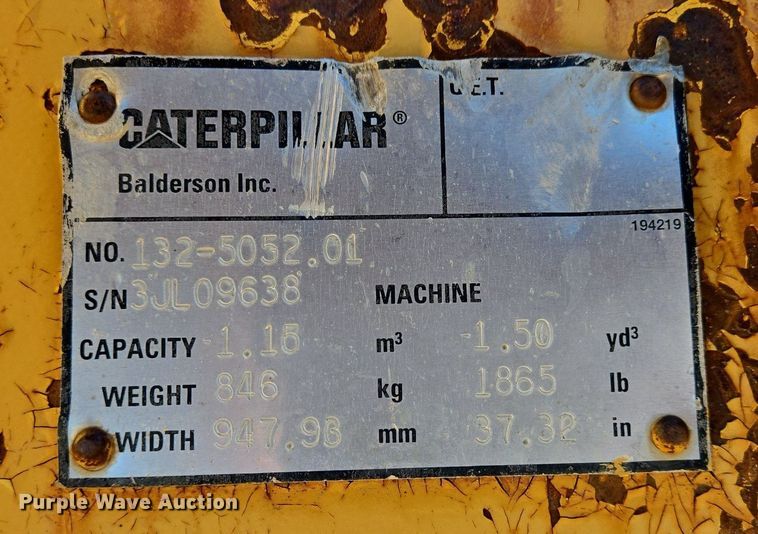 CATERPILLAR®
Balderson Inc.
G.E.T.
194219
NO. 132-5052.01
S/N 3JL09638 MACHINE
CAPACITY 1.15 m³ 1.50 yd³
WEIGHT 846 kg 1865 lb
WIDTH 947.93 mm 37.32 in
Purple Wave Auction